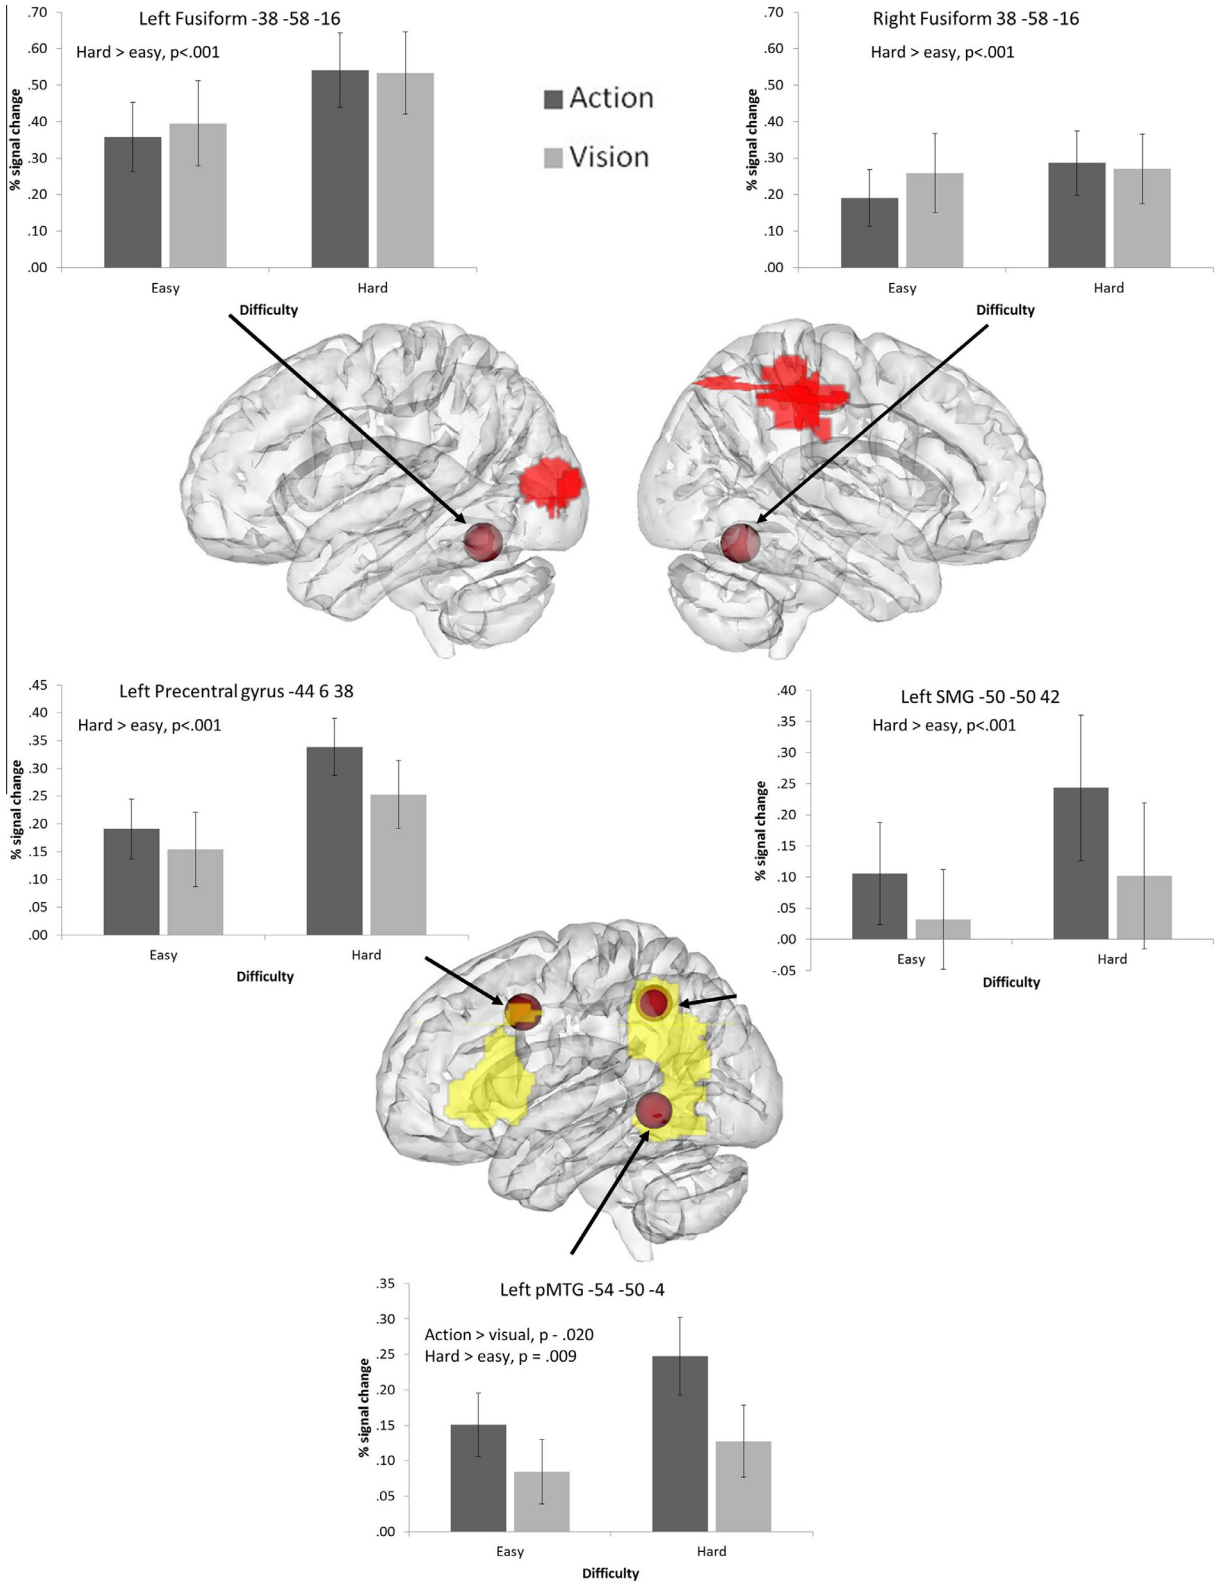 Left Fusiform -38 -58 -16
Hard > easy, p<.001
% signal change
.70
.60
.50
.40
.30
.20
.10
.00
Easy
Hard
Difficulty
Action
Vision
Right Fusiform 38 -58 -16
Hard > easy, p<.001
% signal change
.70
.60
.50
.40
.30
.20
.10
.00
Easy
Hard
Difficulty
Left Precentral gyrus -44 6 38
Hard > easy, p<.001
% signal change
.45
.40
.35
.30
.25
.20
.15
.10
.05
.00
Easy
Hard
Difficulty
Left SMG -50 -50 42
Hard > easy, p<.001
% signal change
.40
.35
.30
.25
.20
.15
.10
.05
.00
-.05
Easy
Hard
Difficulty
Left pMTG -54 -50 -4
Action > visual, p - .020
Hard > easy, p = .009
% signal change
.35
.30
.25
.20
.15
.10
.05
.00
Easy
Hard
Difficulty